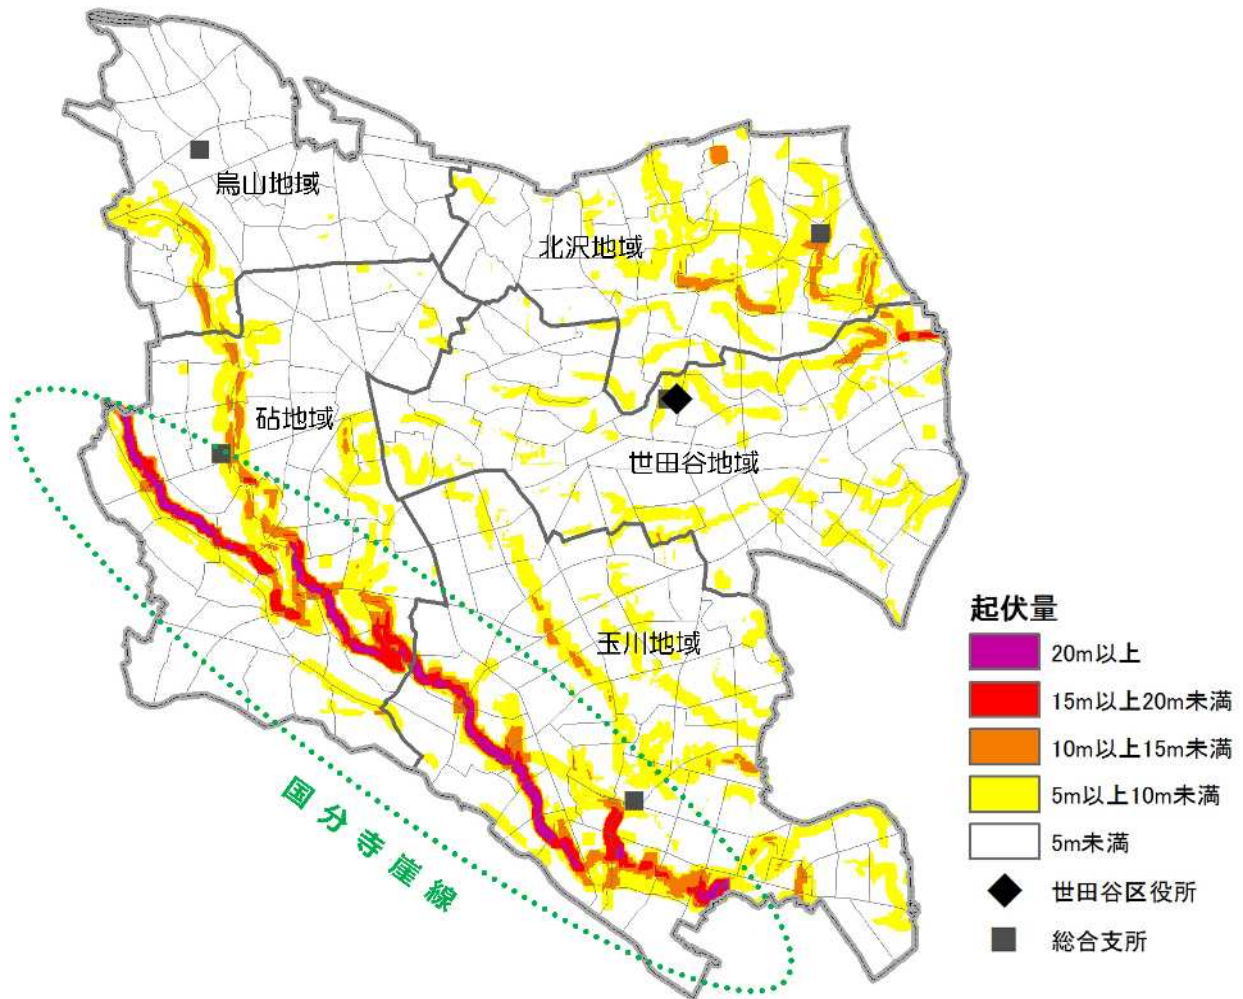 烏山地域
北沢地域
砧地域
世田谷地域
玉川地域
国分寺崖線
起伏量
20m以上
15m以上20m未満
10m以上15m未満
5m以上10m未満
5m未満
世田谷区役所
総合支所